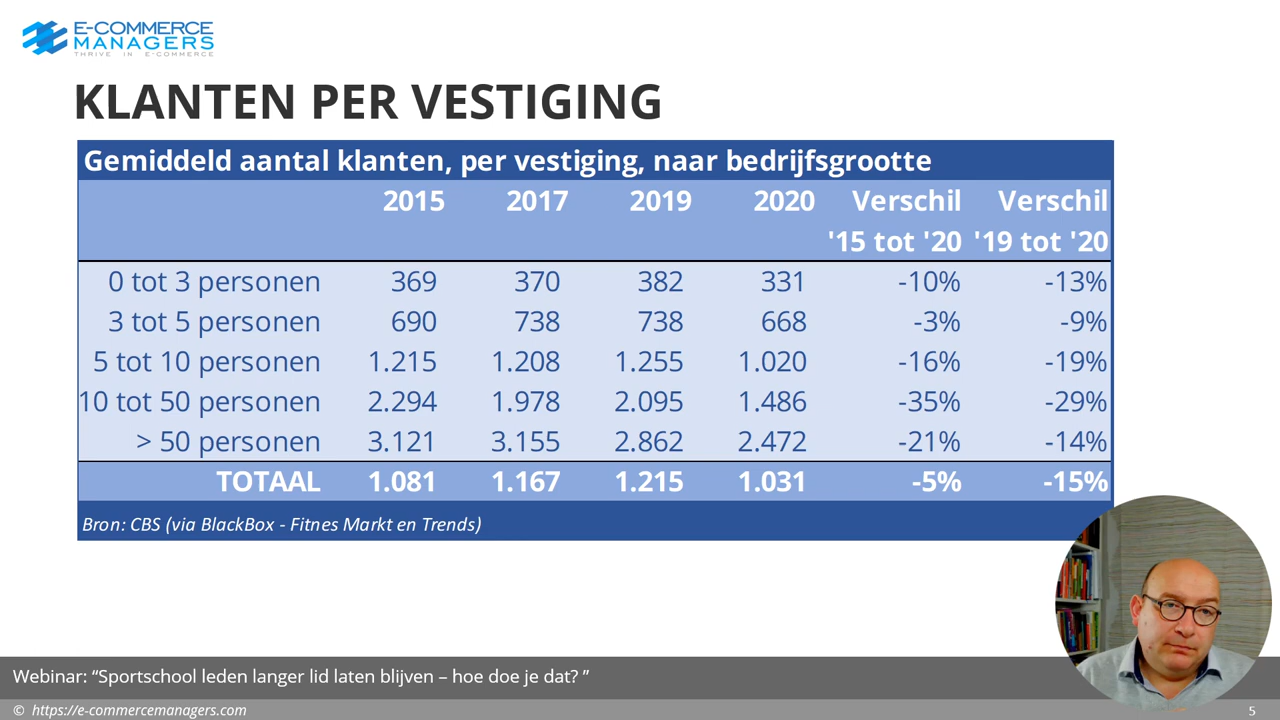 E-COMMERCE
MANAGERS
THRIVE IN E-COMMERCE
KLANTEN PER VESTIGING
Gemiddeld aantal klanten, per vestiging, naar bedrijfsgrootte
2015 2017 2019 2020 Verschil Verschil
'15 tot '20 '19 tot '20
0 tot 3 personen 369 370 382 331 -10% -13%
3 tot 5 personen 690 738 738 668 -3% -9%
5 tot 10 personen 1.215 1.208 1.255 1.020 -16% -19%
10 tot 50 personen 2.294 1.978 2.095 1.486 -35% -29%
> 50 personen 3.121 3.155 2.862 2.472 -21% -14%
TOTAAL 1.081 1.167 1.215 1.031 -5% -15%
Bron: CBS (via BlackBox - Fitnes Markt en Trends)
Webinar: “Sportschool leden langer lid laten blijven – hoe doe je dat? ”
© https://e-commercemanagers.com 5